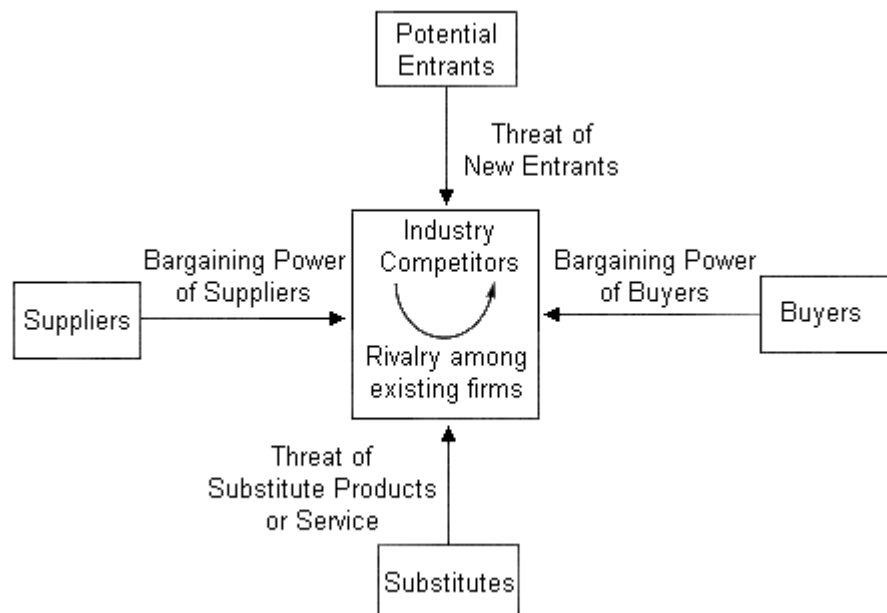 Potential
Entrants
Threat of
New Entrants
Industry
Competitors
Bargaining Power
of Suppliers
Bargaining Power
of Buyers
Suppliers
Buyers
Rivalry among
existing firms
Threat of
Substitute Products
or Service
Substitutes